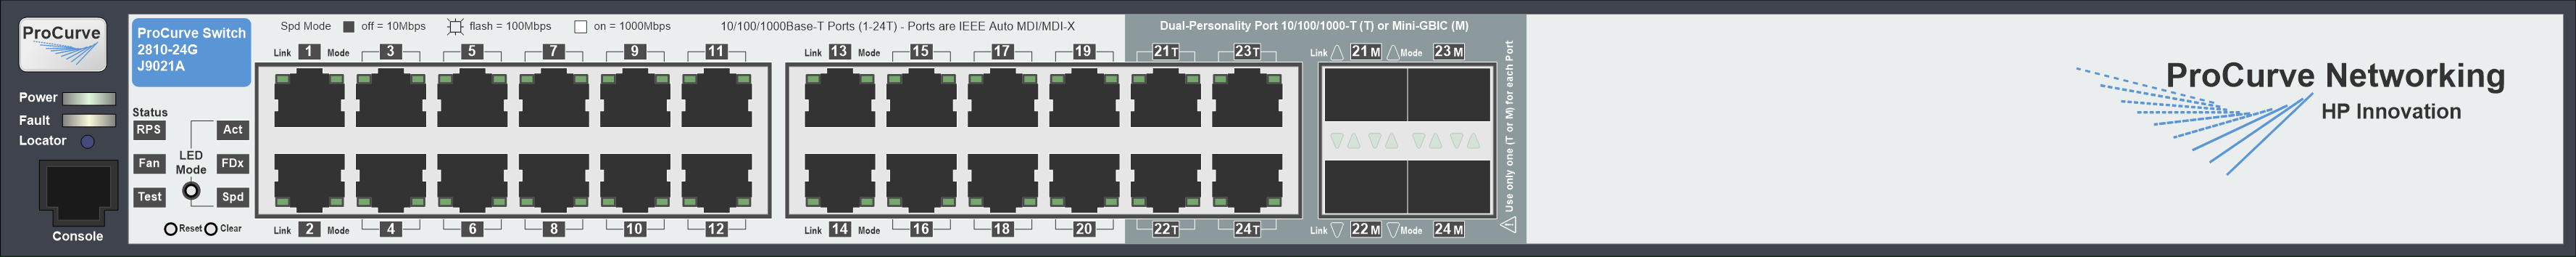 ProCurve
Power
Fault
Locator
Console
ProCurve Switch
2810-24G
J9021A
Status
RPS
Fan
Test
LED
Mode
Act
FDx
Spd
Reset
Clear
Spd Mode off = 10Mbps flash = 100Mbps on = 1000Mbps
10/100/1000Base-T Ports (1-24T) - Ports are IEEE Auto MDI/MDI-X
Dual-Personality Port 10/100/1000-T (T) or Mini-GBIC (M)
Link 1 Mode 3 5 7 9 11
Link 13 Mode 15 17 19 21T 23T
Link 21M Mode 23M
Link 2 Mode 4 6 8 10 12
Link 14 Mode 16 18 20 22T 24T
Link 22M Mode 24M
Use only one (T or M) for each Port
ProCurve Networking
HP Innovation